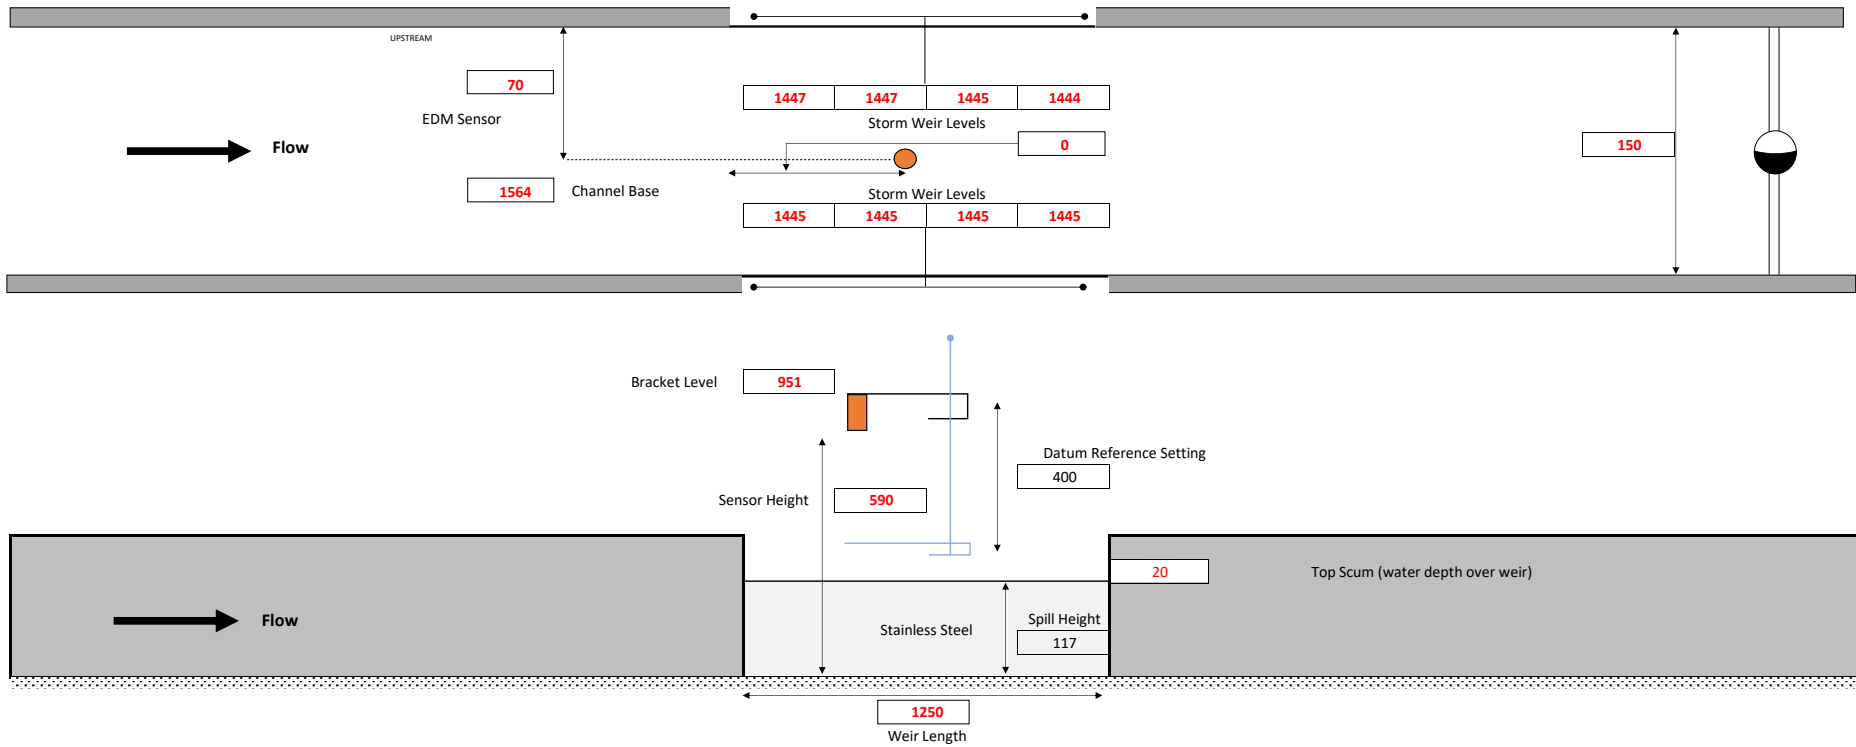 UPSTREAM
70
EDM Sensor
1447 1447 1445 1444
Storm Weir Levels
Flow
0
150
1564 Channel Base
Storm Weir Levels
1445 1445 1445 1445
Bracket Level 951
Datum Reference Setting
400
Sensor Height 590
20 Top Scum (water depth over weir)
Flow
Stainless Steel
Spill Height
117
1250
Weir Length